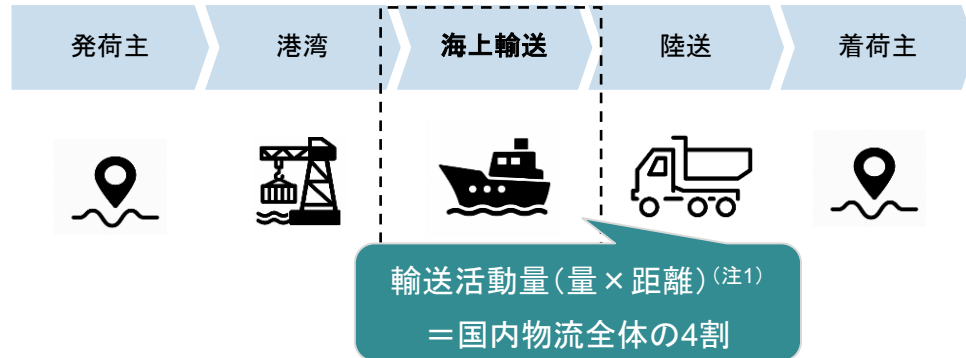 発荷主
港湾
海上輸送
陸送
着荷主
輸送活動量(量×距離)(注1)
＝国内物流全体の4割